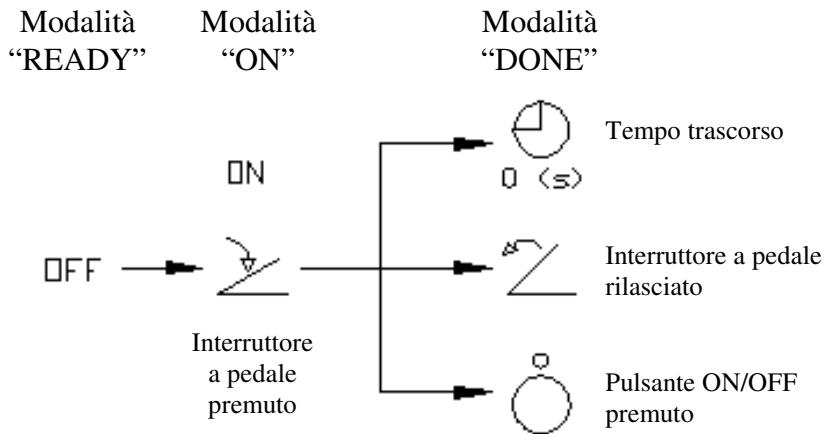 Modalità
“READY”
Modalità
“ON”
Modalità
“DONE”
Tempo trascorso
0 (s)
ON
OFF
Interruttore a pedale
rilasciato
Interruttore
a pedale
premuto
Pulsante ON/OFF
premuto